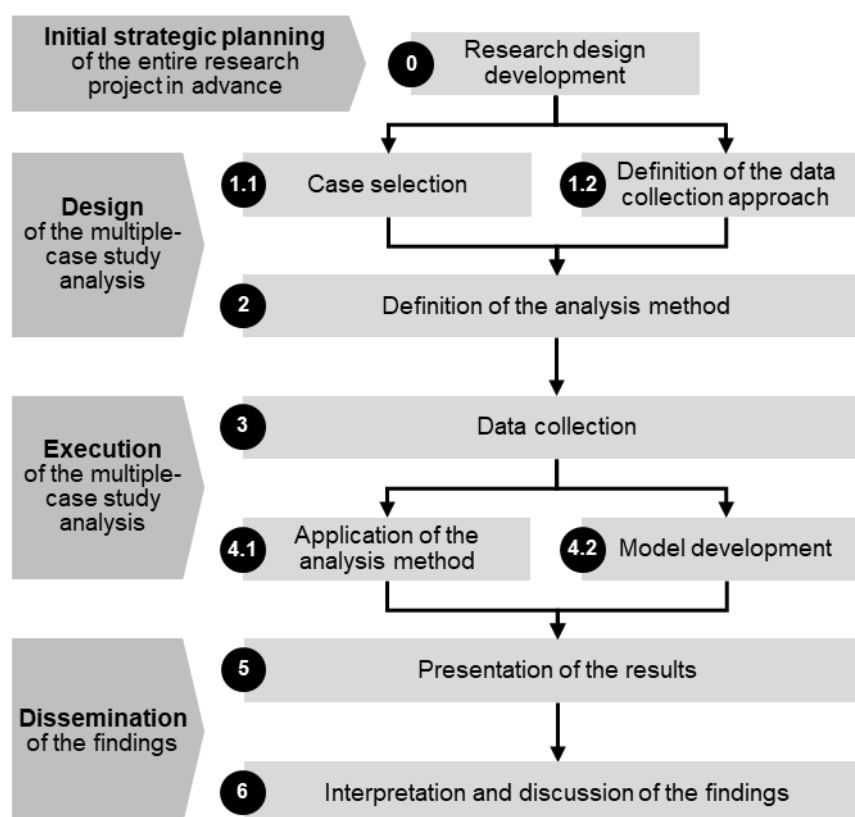 Initial strategic planning
of the entire research
project in advance
0
Research design
development
Design
of the multiple-
case study
analysis
1.1
Case selection
1.2
Definition of the data
collection approach
2
Definition of the analysis method
Execution
of the multiple-
case study
analysis
3
Data collection
4.1
Application of the
analysis method
4.2
Model development
Dissemination
of the findings
5
Presentation of the results
6
Interpretation and discussion of the findings